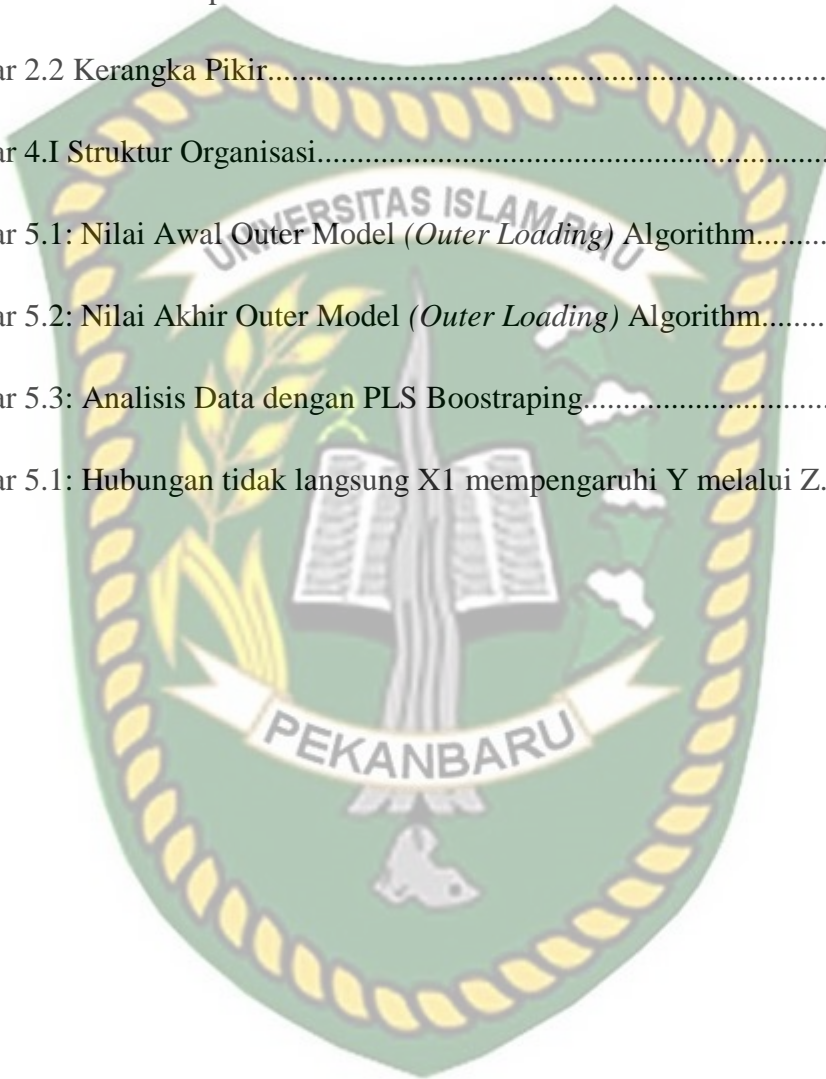 ar 2.2 Kerangka Pikir......................................................................
ar 4.I Struktur Organisasi................................................................
ar 5.1: Nilai Awal Outer Model (Outer Loading) Algorithm.........
ar 5.2: Nilai Akhir Outer Model (Outer Loading) Algorithm........
ar 5.3: Analisis Data dengan PLS Boostraping...............................
ar 5.1: Hubungan tidak langsung X1 mempengaruhi Y melalui Z.
UNIVERSITAS ISLAM RIAU
PEKANBARU